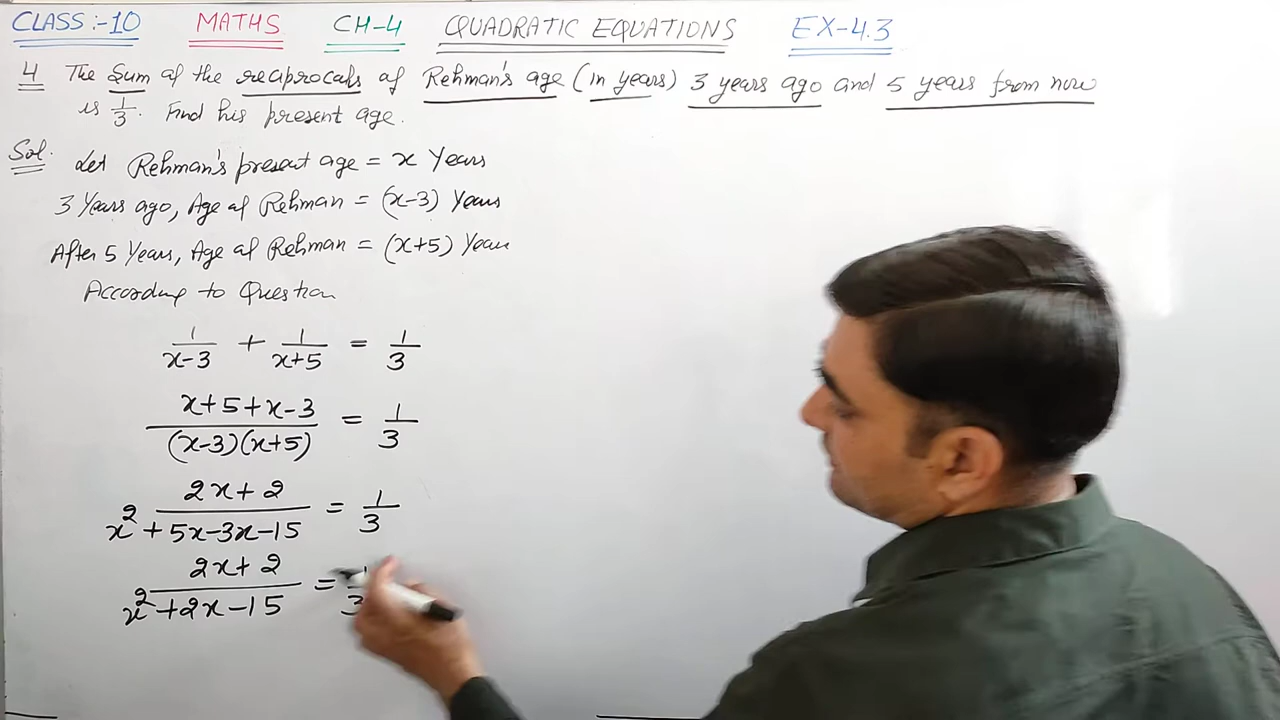 CLASS:-10 MATHS CH-4 QUADRATIC EQUATIONS EX-4.3
4 The Sum of the reciprocals of Rehman's age (in years) 3 years ago and 5 years from now
is 1/3. Find his present age.
Sol. Let Rehman's present age = x Years
3 Years ago, Age of Rehman = (x-3) Years
After 5 Years, Age of Rehman = (x+5) Years
According to Question
1/(x-3) + 1/(x+5) = 1/3
(x+5+x-3)/((x-3)(x+5)) = 1/3
(2x+2)/(x²+5x-3x-15) = 1/3
(2x+2)/(x²+2x-15) = 1/3